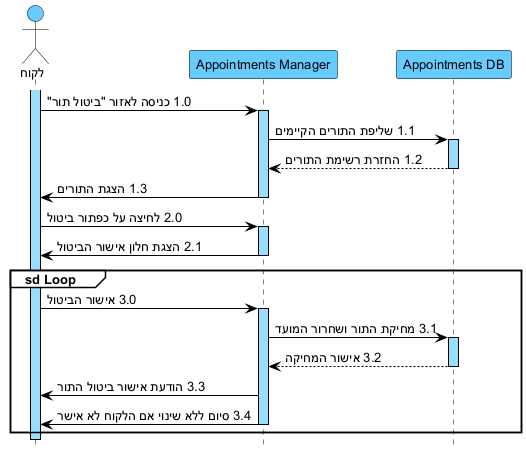 לקוח
Appointments Manager
Appointments DB
1.0 כניסה לאזור "ביטול תור"
1.1 שליפת התורים הקיימים
1.2 החזרת רשימת התורים
1.3 הצגת התורים
2.0 לחיצה על כפתור ביטול
2.1 הצגת חלון אישור הביטול
sd Loop
3.0 אישור הביטול
3.1 מחיקת התור ושחרור המועד
3.2 אישור המחיקה
3.3 הודעת אישור ביטול התור
3.4 סיום ללא שינוי אם הלקוח לא אישר